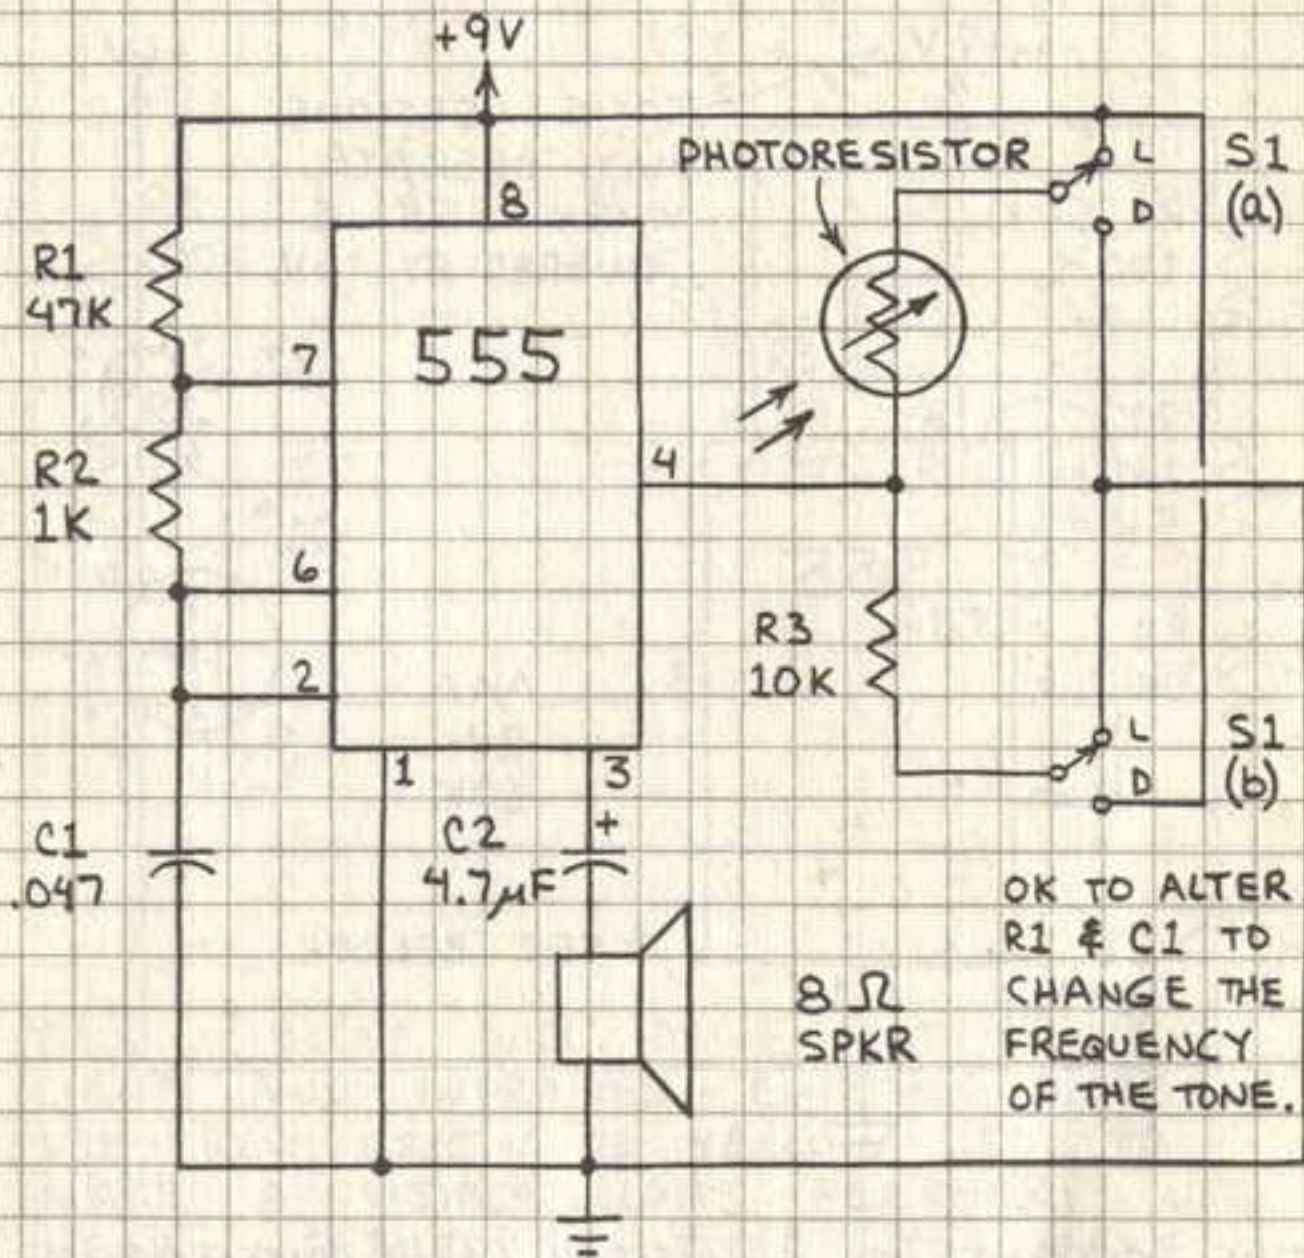 +9V
PHOTORESISTOR
L
S1
(a)
D
8
R1
47K
7
555
4
R2
1K
6
R3
10K
2
L
S1
(b)
D
1
3
C1
.047
C2
4.7µF
+
8 Ω
SPKR
OK TO ALTER
R1 & C1 TO
CHANGE THE
FREQUENCY
OF THE TONE.